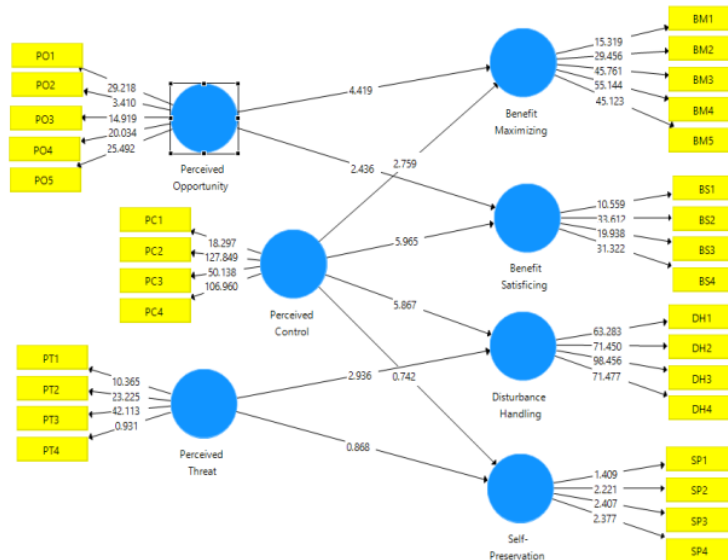 PO1
PO2
PO3
PO4
PO5
29.218
3.410
14.919
20.034
25.492
Perceived
Opportunity
4.419
2.436
PC1
PC2
PC3
PC4
18.297
127.849
50.138
106.960
Perceived
Control
2.759
5.965
5.867
0.742
PT1
PT2
PT3
PT4
10.365
23.225
42.113
0.931
Perceived
Threat
2.936
0.868
Benefit
Maximizing
15.319
29.456
45.761
55.144
45.123
BM1
BM2
BM3
BM4
BM5
Benefit
Satisficing
10.559
33.612
19.938
31.322
BS1
BS2
BS3
BS4
Disturbance
Handling
63.283
71.450
98.456
71.477
DH1
DH2
DH3
DH4
Self-
Preservation
1.409
2.221
2.407
2.377
SP1
SP2
SP3
SP4